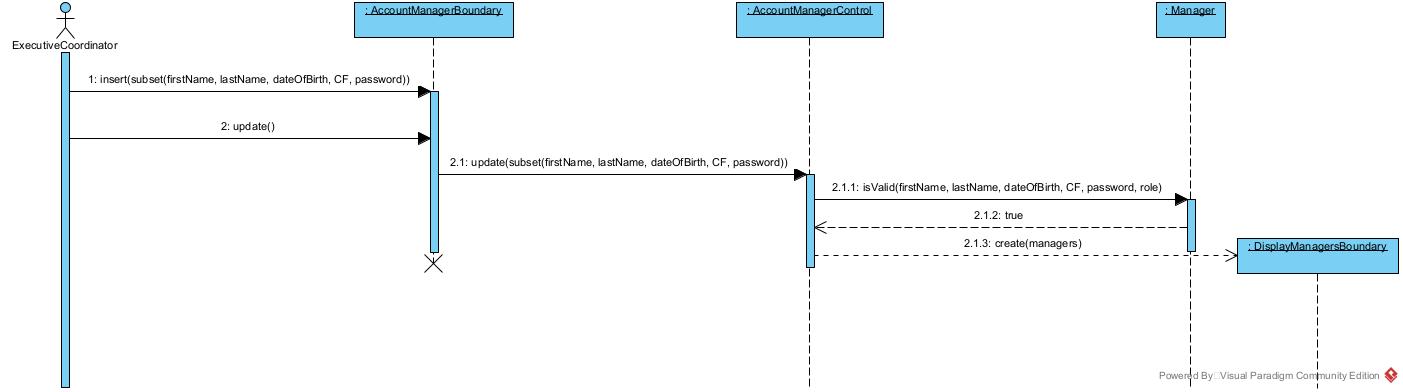 : AccountManagerBoundary
: AccountManagerControl
: Manager
ExecutiveCoordinator
1: insert(subset(firstName, lastName, dateOfBirth, CF, password))
2: update()
2.1: update(subset(firstName, lastName, dateOfBirth, CF, password))
2.1.1: isValid(firstName, lastName, dateOfBirth, CF, password, role)
2.1.2: true
2.1.3: create(managers)
: DisplayManagersBoundary
Powered By Visual Paradigm Community Edition